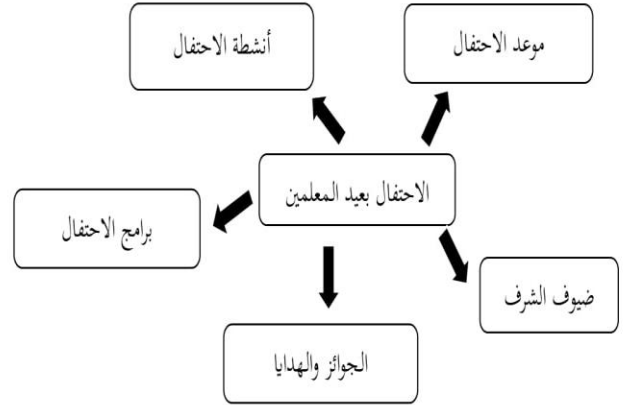 موعد الاحتفال
أنشطة الاحتفال
الاحتفال بعيد المعلمين
برامج الاحتفال
ضيوف الشرف
الجوائز والهدايا